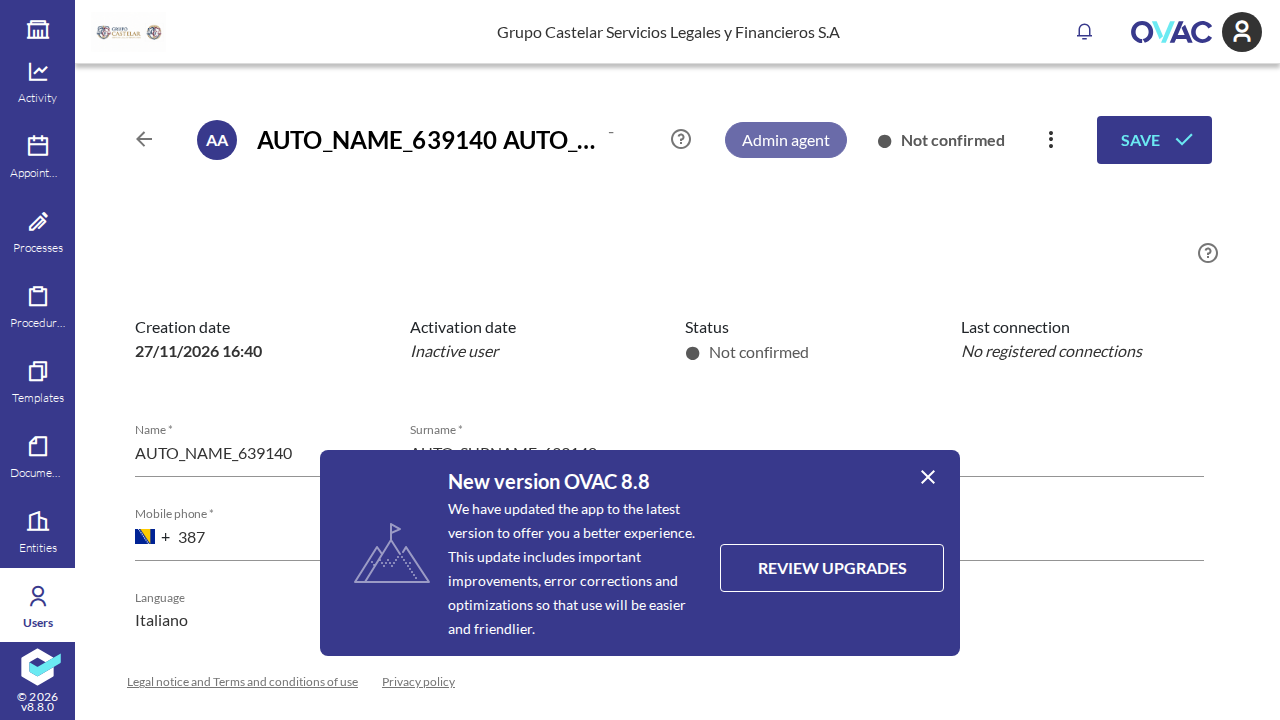 Grupo Castelar Servicios Legales y Financieros S.A
OVAC
Activity
Appoint...
Processes
Procedur...
Templates
Docume...
Entities
Users
© 2026
v8.8.0
AA
AUTO_NAME_639140 AUTO_...
-
Admin agent
Not confirmed
SAVE
Creation date
27/11/2026 16:40
Activation date
Inactive user
Status
Not confirmed
Last connection
No registered connections
Name *
AUTO_NAME_639140
Surname *
Mobile phone *
+ 387
Language
Italiano
New version OVAC 8.8
We have updated the app to the latest
version to offer you a better experience.
This update includes important
improvements, error corrections and
optimizations so that use will be easier
and friendlier.
REVIEW UPGRADES
Legal notice and Terms and conditions of use
Privacy policy